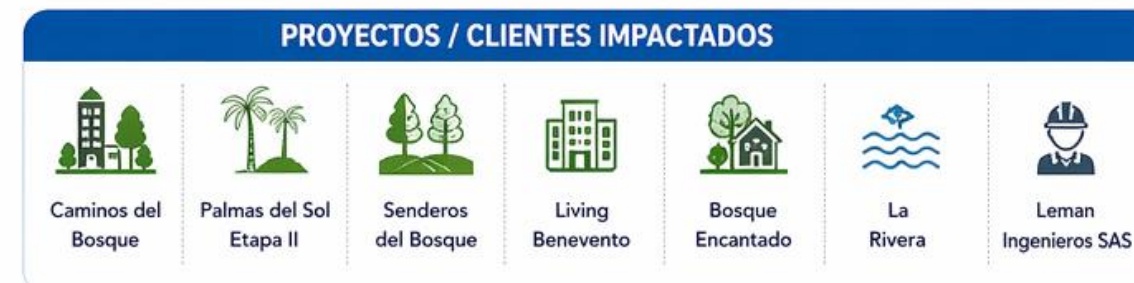 PROYECTOS / CLIENTES IMPACTADOS
Caminos del
Bosque
Palmas del Sol
Etapa II
Senderos
del Bosque
Living
Benevento
Bosque
Encantado
La
Rivera
Leman
Ingenieros SAS